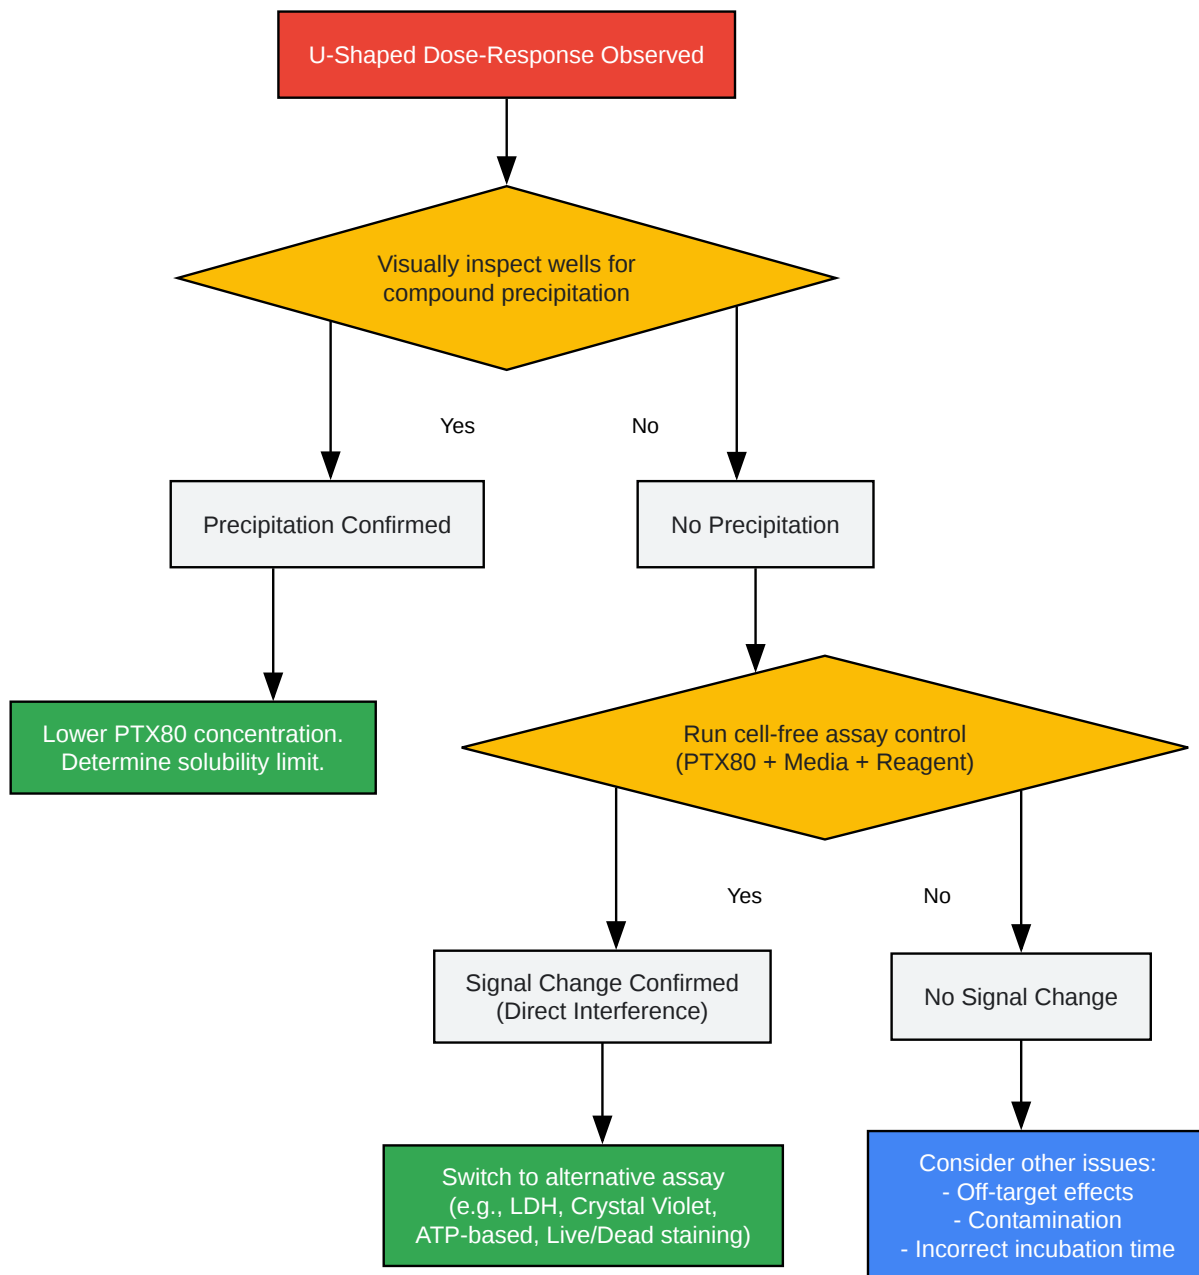 U-Shaped Dose-Response Observed
Visually inspect wells for
compound precipitation
Yes
No
Precipitation Confirmed
No Precipitation
Lower PTX80 concentration.
Determine solubility limit.
Run cell-free assay control
(PTX80 + Media + Reagent)
Yes
No
Signal Change Confirmed
(Direct Interference)
No Signal Change
Switch to alternative assay
(e.g., LDH, Crystal Violet,
ATP-based, Live/Dead staining)
Consider other issues:
- Off-target effects
- Contamination
- Incorrect incubation time